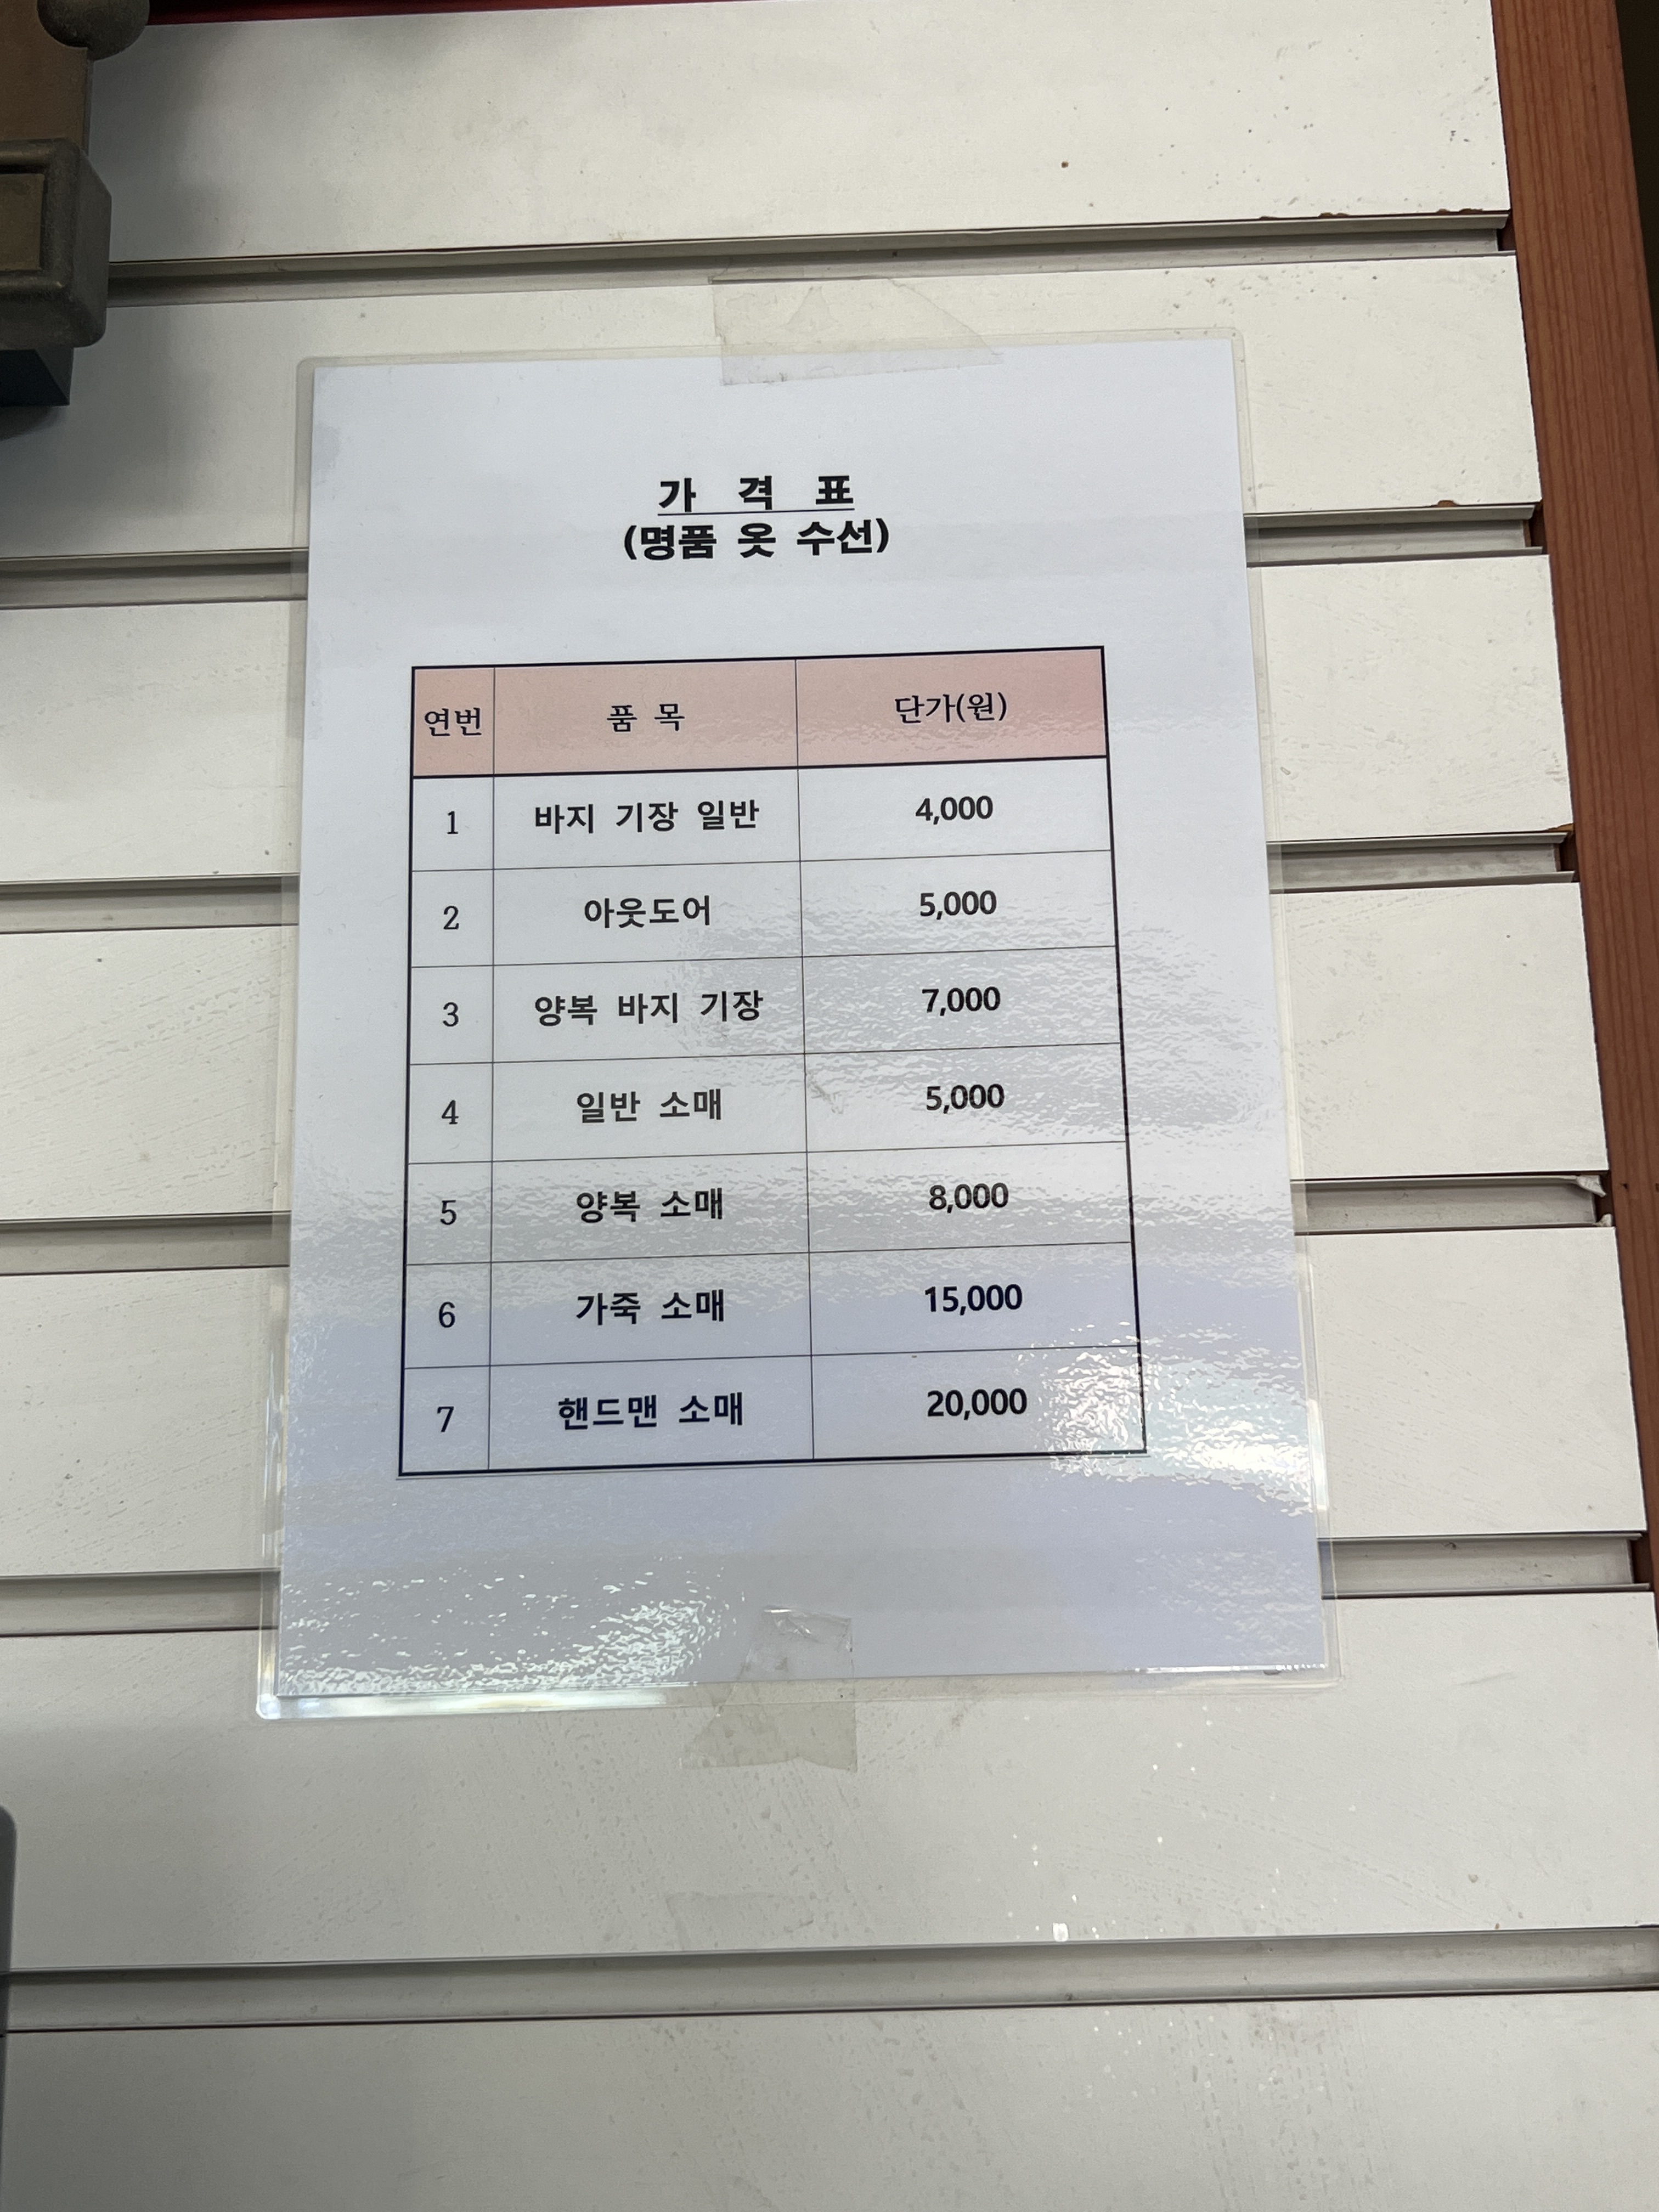 가 격 표
(명품 옷 수선)
연번 품 목 단가(원)
1 바지 기장 일반 4,000
2 아웃도어 5,000
3 양복 바지 기장 7,000
4 일반 소매 5,000
5 양복 소매 8,000
6 가죽 소매 15,000
7 핸드맨 소매 20,000